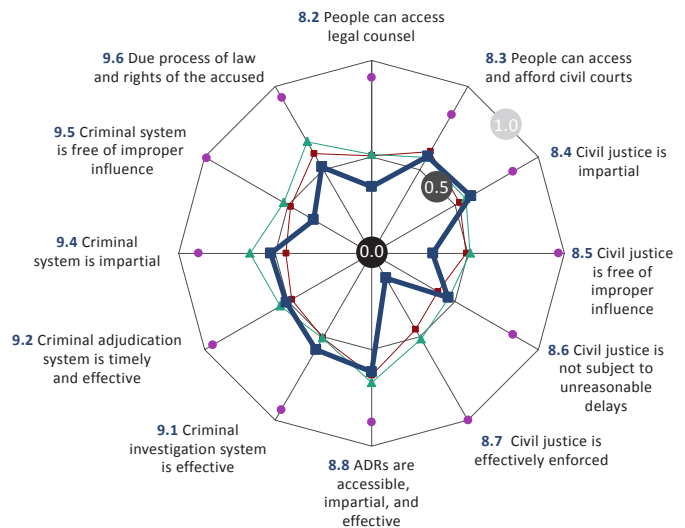 8.2 People can access
legal counsel
8.3 People can access
and afford civil courts
1.0
8.4 Civil justice is
impartial
0.5
0.0
8.5 Civil justice
is free of
improper
influence
8.6 Civil justice is
not subject to
unreasonable
delays
8.7 Civil justice is
effectively enforced
8.8 ADRs are
accessible,
impartial, and
effective
9.1 Criminal
investigation system
is effective
9.2 Criminal adjudication
system is timely
and effective
9.4 Criminal
system is impartial
9.5 Criminal system
is free of improper
influence
9.6 Due process of law
and rights of the accused